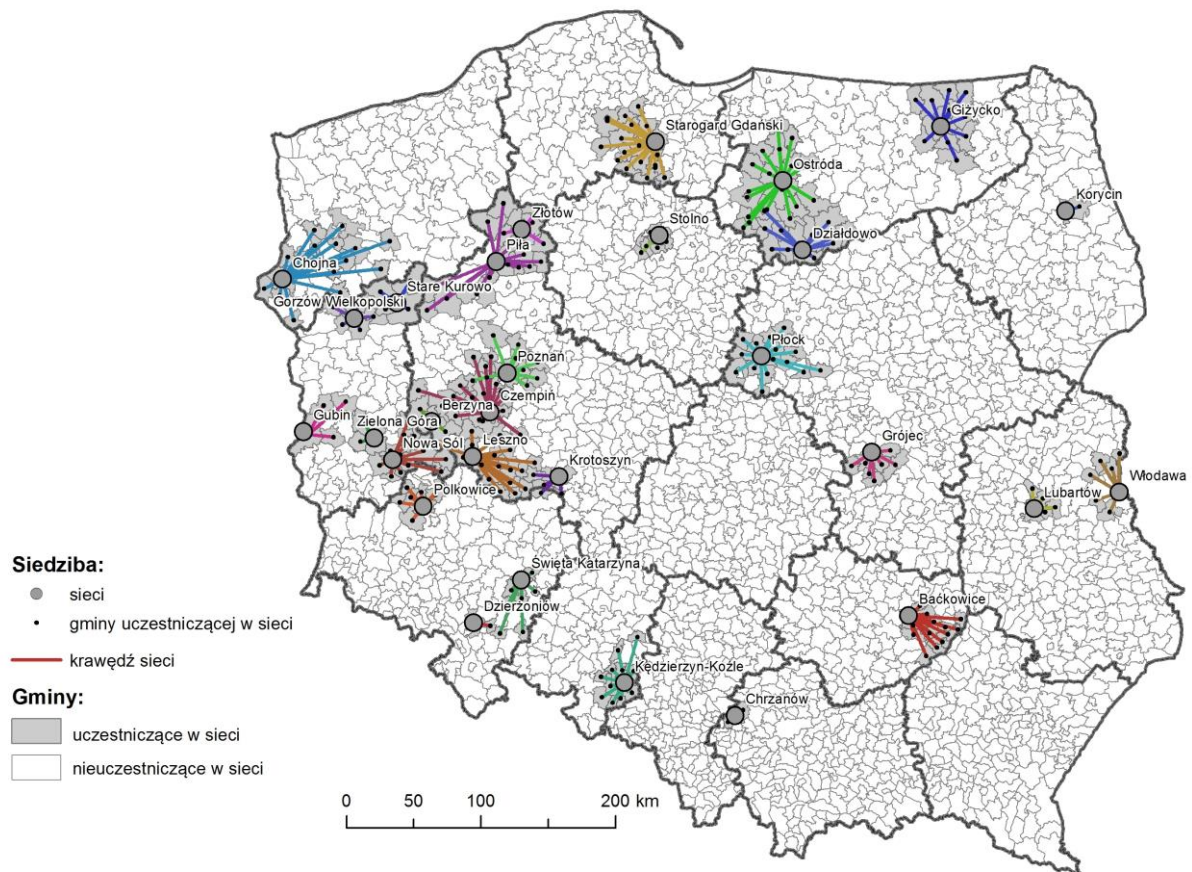 Starogard Gdański
Giżycko
Ostróda
Korycin
Złotów
Stolno
Działdowo
Piła
Chojna
Stare Kurowo
Gorzów Wielkopolski
Płock
Poznań
Czempiń
Berzyna
Gubin
Zielona Góra
Nowa Sól
Leszno
Grójec
Krotoszyn
Włodawa
Polkowice
Lubartów
Siedziba:
Święta Katarzyna
sieci
Dzierżoniów
Baćkowice
gminy uczestniczącej w sieci
krawędź sieci
Kędzierzyn-Koźle
Gminy:
Chrzanów
uczestniczące w sieci
nieuczestniczące w sieci
0 50 100 200 km